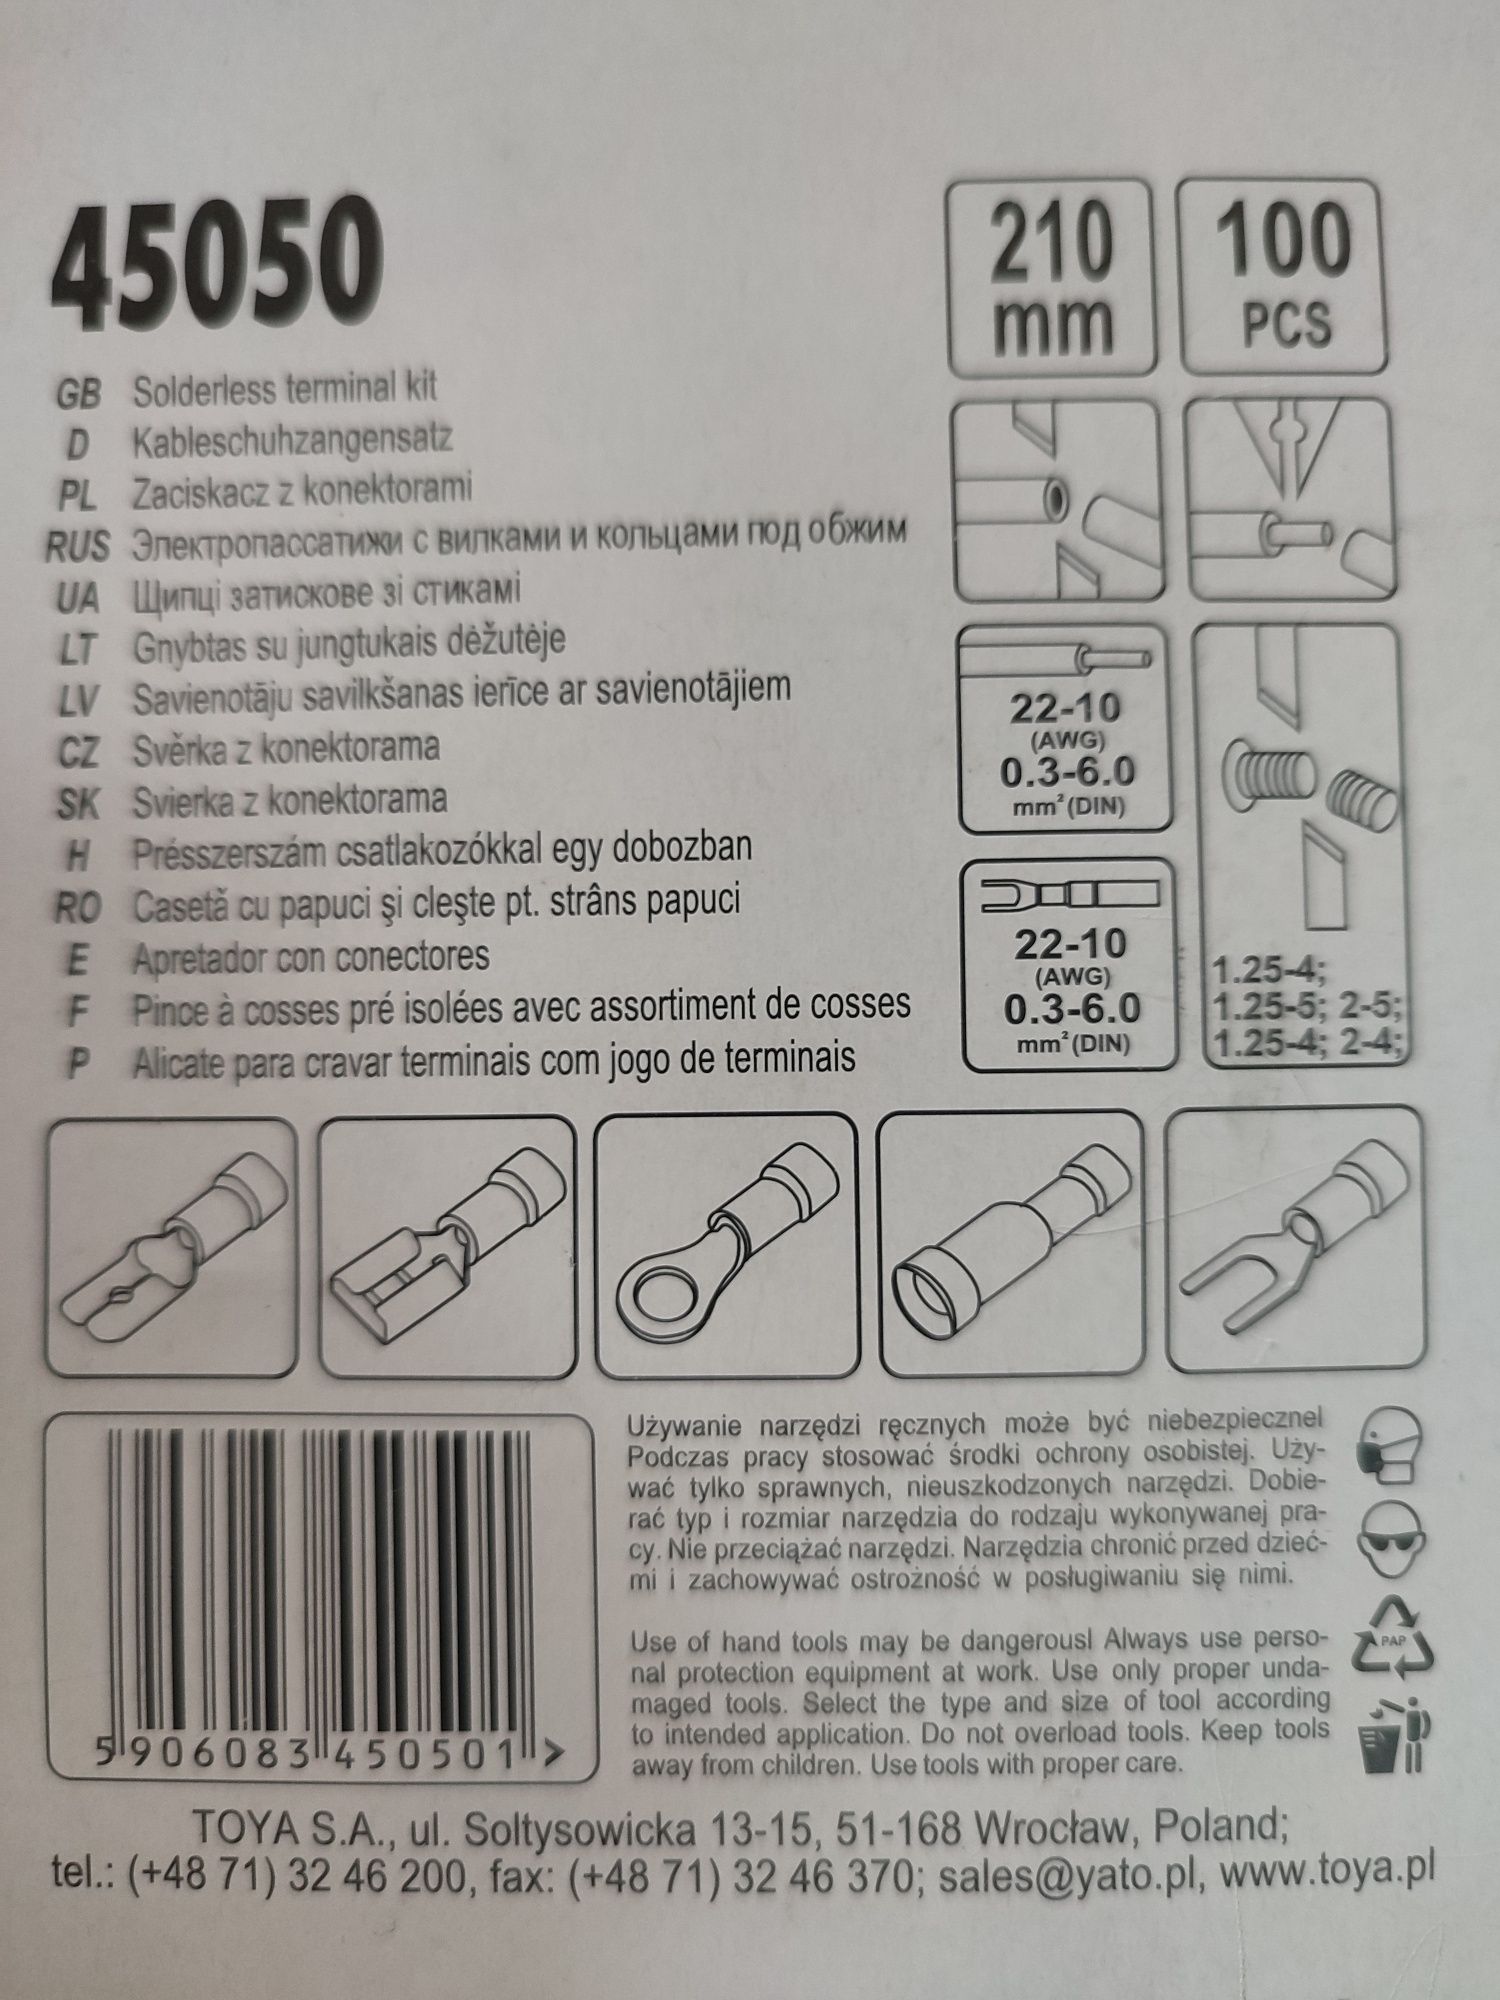 45050
210
mm
100
PCS
GB Solderless terminal kit
D Kableschuhzangensatz
PL Zaciskacz z konektorami
RUS Электропассатижи с вилками и кольцами под обжим
UA Щипці затискове зі стиками
LT Gnybtas su jungtukais dėžutėje
LV Savienotāju savilkšanas ierīce ar savienotājiem
CZ Svěrka z konektorama
SK Svierka z konektorama
H Présszerszám csatlakozókkal egy dobozban
RO Casetă cu papuci şi cleşte pt. strâns papuci
E Apretador con conectores
F Pince à cosses pré isolées avec assortiment de cosses
P Alicate para cravar terminais com jogo de terminais
22-10
(AWG)
0.3-6.0
mm² (DIN)
22-10
(AWG)
0.3-6.0
mm² (DIN)
1.25-4;
1.25-5; 2-5;
1.25-4; 2-4;
5 906083 450501 >
Używanie narzędzi ręcznych może być niebezpiecznel
Podczas pracy stosować środki ochrony osobistej. Uży-
wać tylko sprawnych, nieuszkodzonych narzędzi. Dobie-
rać typ i rozmiar narzędzia do rodzaju wykonywanej pra-
cy. Nie przeciążać narzędzi. Narzędzia chronić przed dzieć-
mi i zachowywać ostrożność w posługiwaniu się nimi.
Use of hand tools may be dangerousl Always use perso-
nal protection equipment at work. Use only proper unda-
maged tools. Select the type and size of tool according
to intended application. Do not overload tools. Keep tools
away from children. Use tools with proper care.
PAP
TOYA S.A., ul. Soltysowicka 13-15, 51-168 Wrocław, Poland;
tel.: (+48 71) 32 46 200, fax: (+48 71) 32 46 370; sales@yato.pl, www.toya.pl